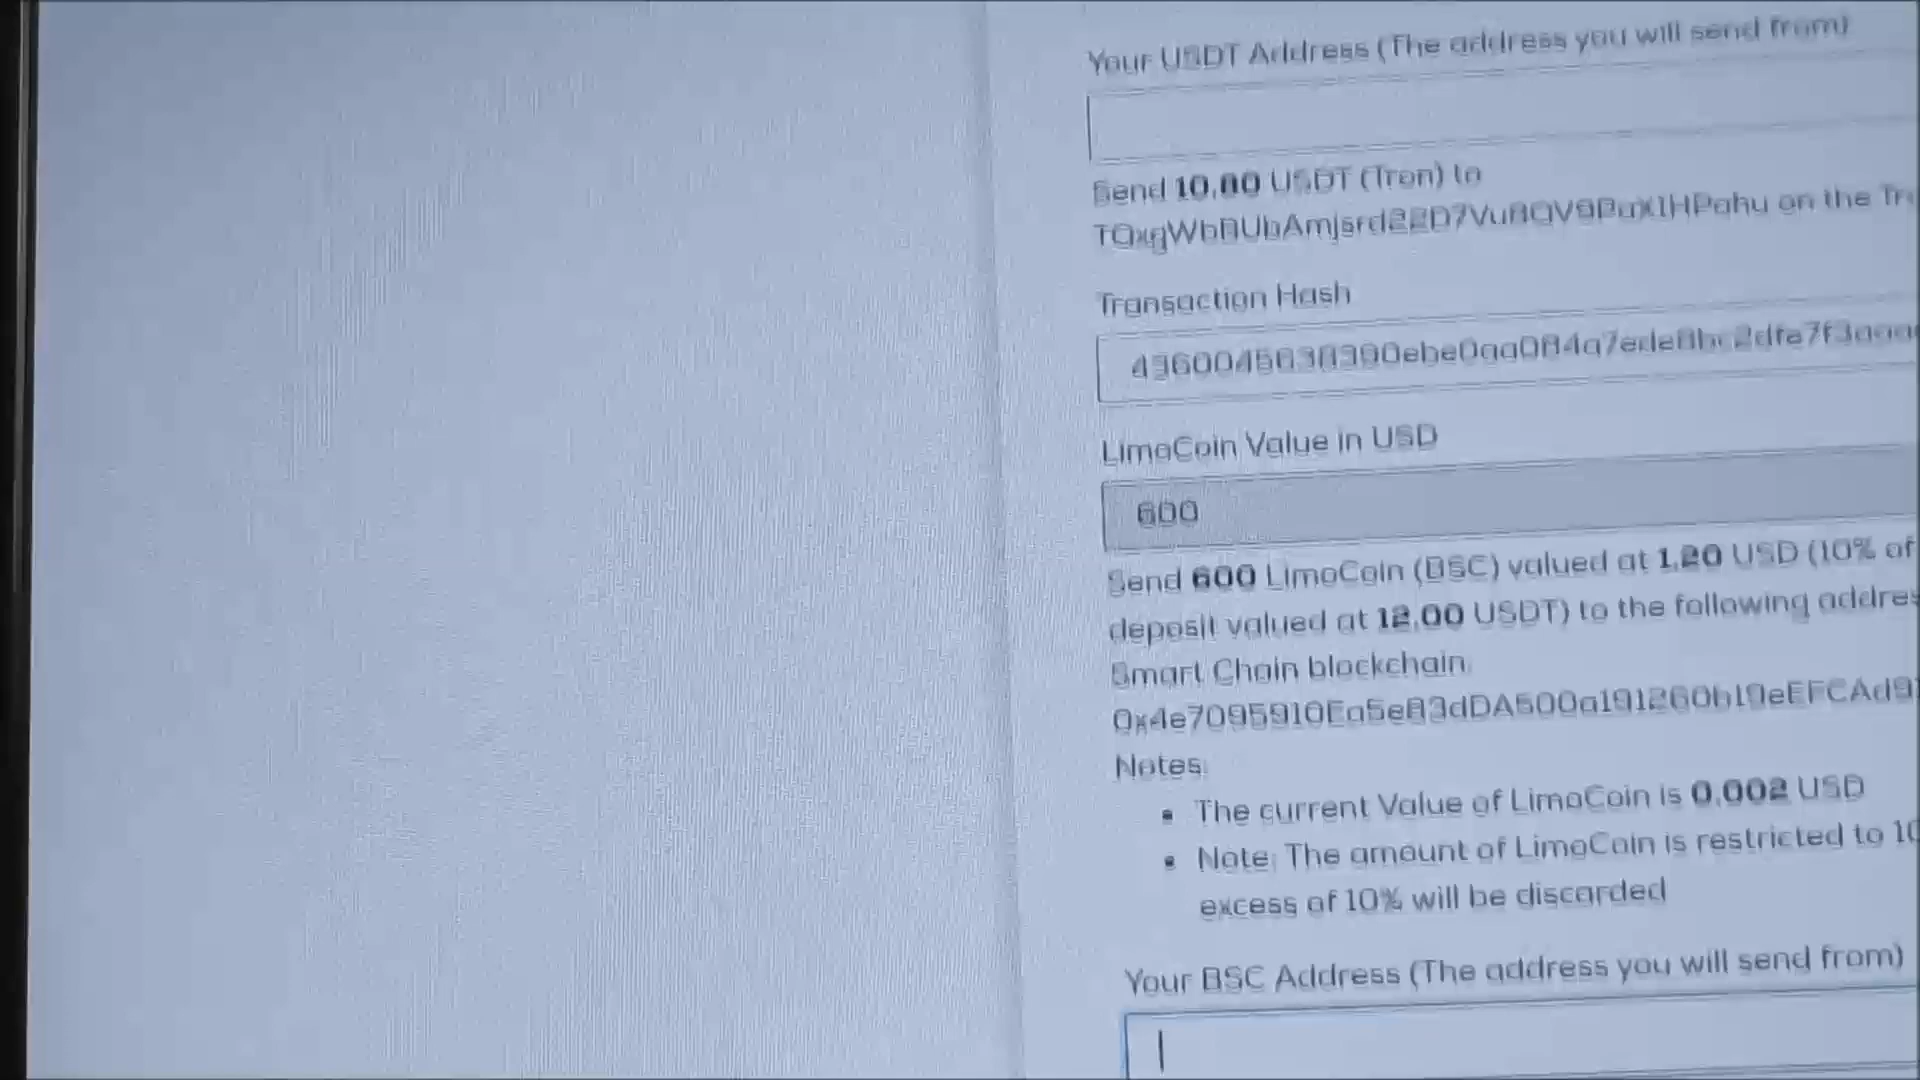 Your USDT Address (The address you will send from)
Send 10.80 USDT (Tron) to
on the
Transaction Hash
LimoCoin Value in USD
600
Send 600 LimoCoin (BSC) valued at 1.20 USD (10% of
deposit valued at 12.00 USDT) to the following
Smart Chain blockchain
Notes:
The current Value of LimoCoin is 0.002 USD
Note: The amount of LimoCoin is restricted to
excess of 10% will be discarded
Your BSC Address (The address you will send from)